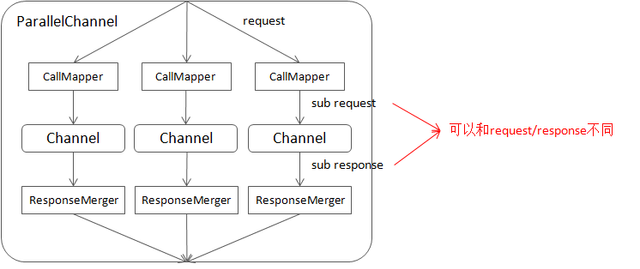 ParallelChannel
request
CallMapper
CallMapper
CallMapper
sub request
可以和request/response不同
Channel
Channel
Channel
sub response
ResponseMerger
ResponseMerger
ResponseMerger